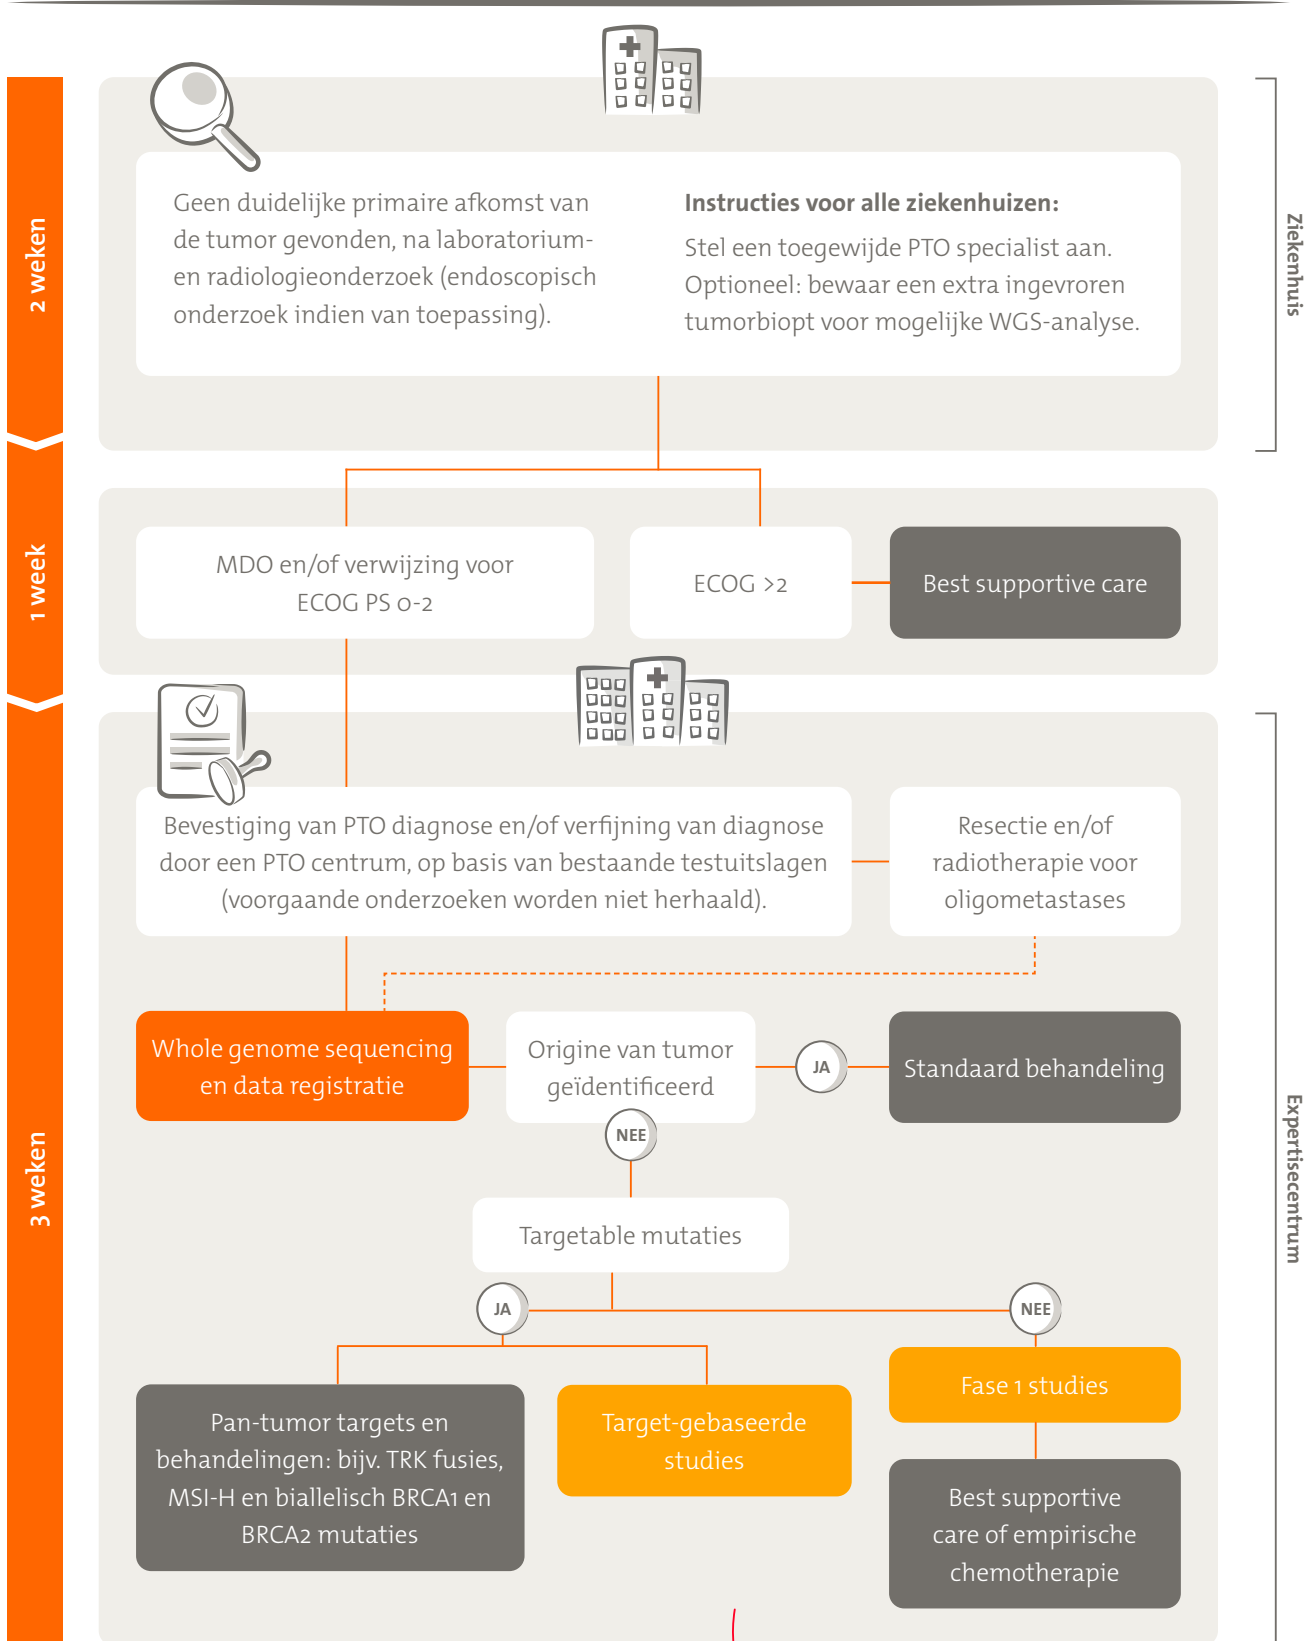 2 weken
Geen duidelijke primaire afkomst van
de tumor gevonden, na laboratorium-
en radiologieonderzoek (endoscopisch
onderzoek indien van toepassing).
Instructies voor alle ziekenhuizen:
Stel een toegewijde PTO specialist aan.
Optioneel: bewaar een extra ingevroren
tumorbiopt voor mogelijke WGS-analyse.
Ziekenhuis
1 week
MDO en/of verwijzing voor
ECOG PS 0-2
ECOG >2
Best supportive care
3 weken
Bevestiging van PTO diagnose en/of verfijning van diagnose
door een PTO centrum, op basis van bestaande testuitslagen
(voorgaande onderzoeken worden niet herhaald).
Resectie en/of
radiotherapie voor
oligometastases
Whole genome sequencing
en data registratie
Origine van tumor
geïdentificeerd
JA
Standaard behandeling
NEE
Targetable mutaties
JA
NEE
Pan-tumor targets en
behandelingen: bijv. TRK fusies,
MSI-H en biallelisch BRCA1 en
BRCA2 mutaties
Target-gebaseerde
studies
Fase 1 studies
Best supportive
care of empirische
chemotherapie
Expertisecentrum